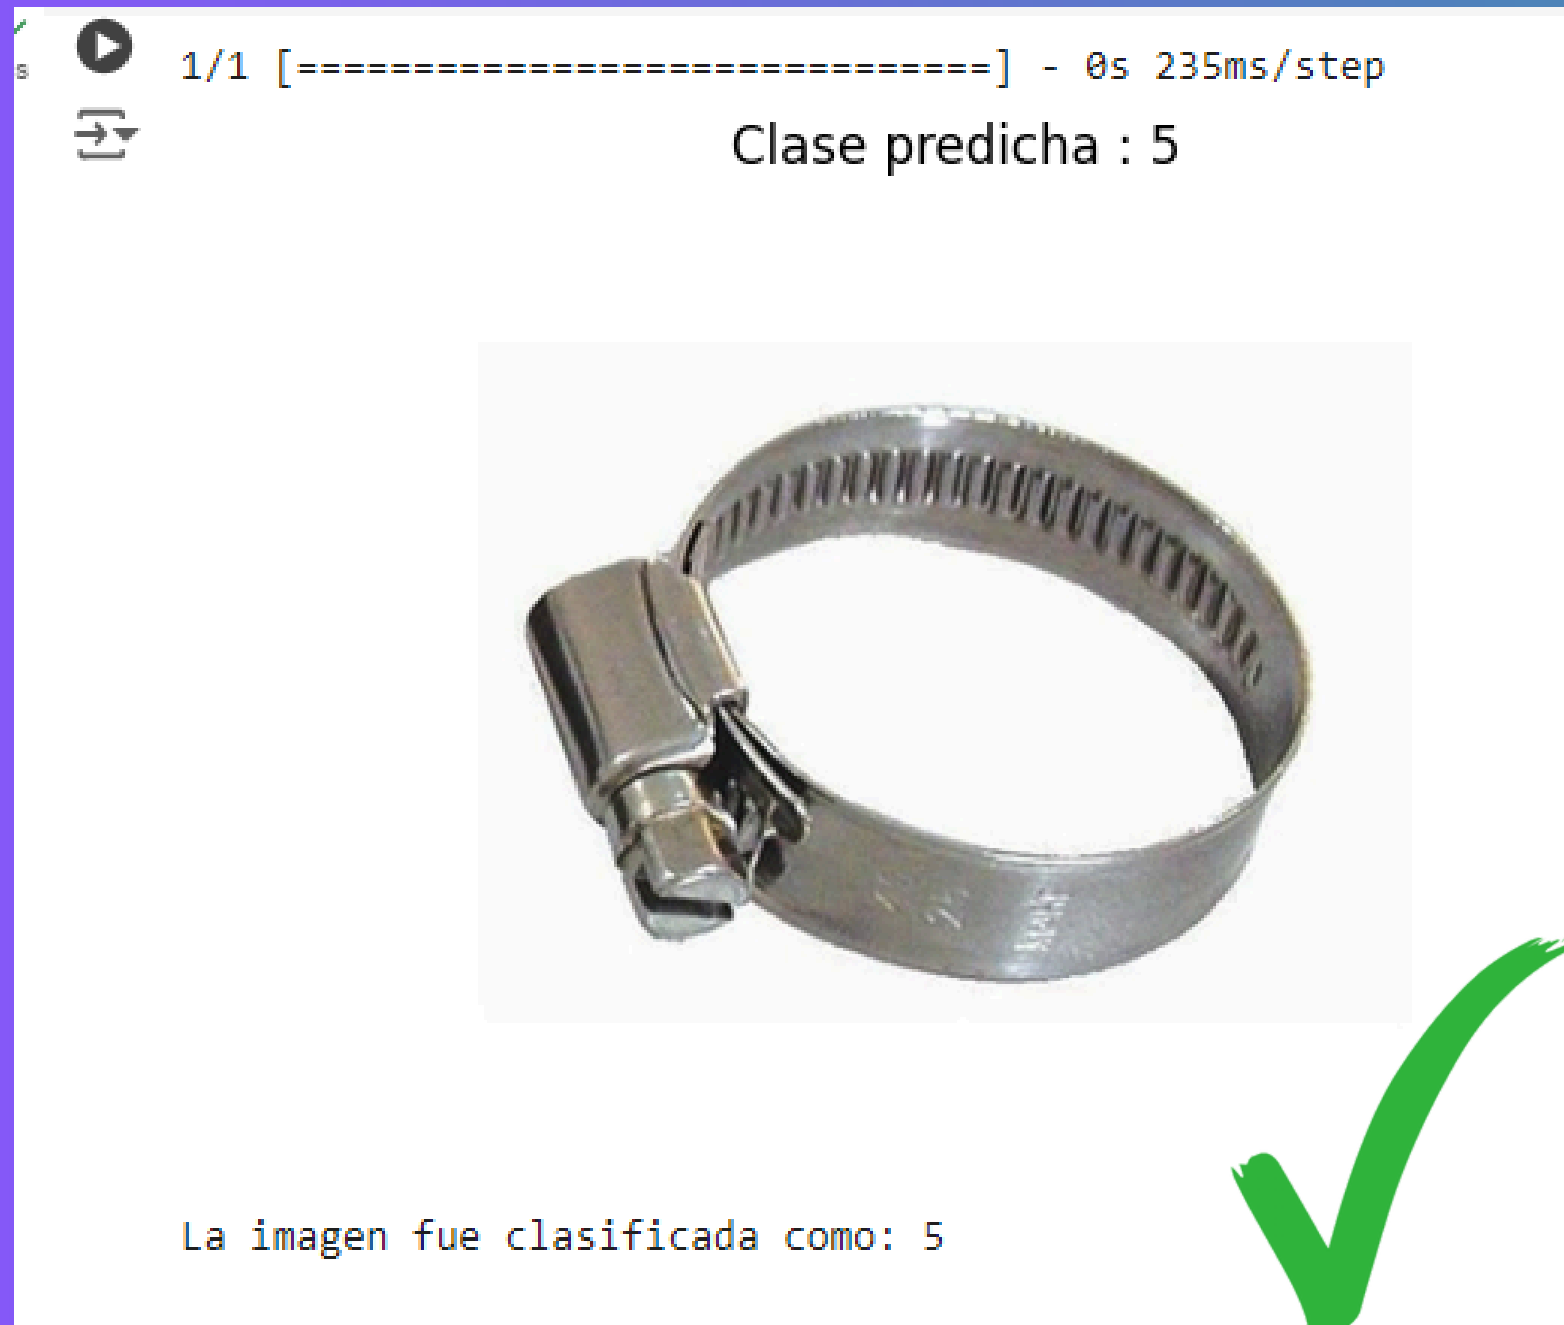 s
1/1 [==============================] - 0s 235ms/step
Clase predicha : 5
La imagen fue clasificada como: 5